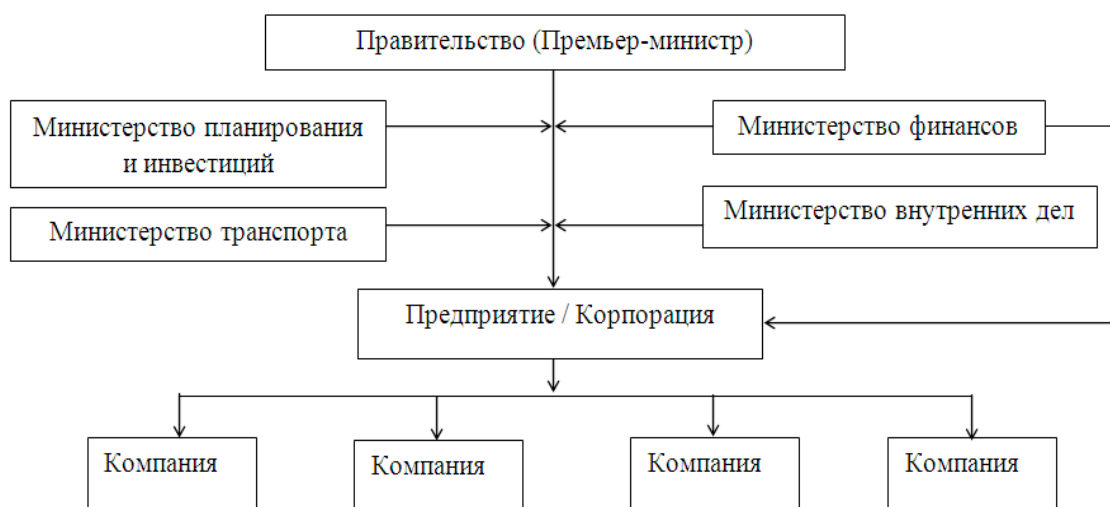 Правительство (Премьер-министр)
Министерство планирования
и инвестиций
Министерство финансов
Министерство транспорта
Министерство внутренних дел
Предприятие / Корпорация
Компания
Компания
Компания
Компания